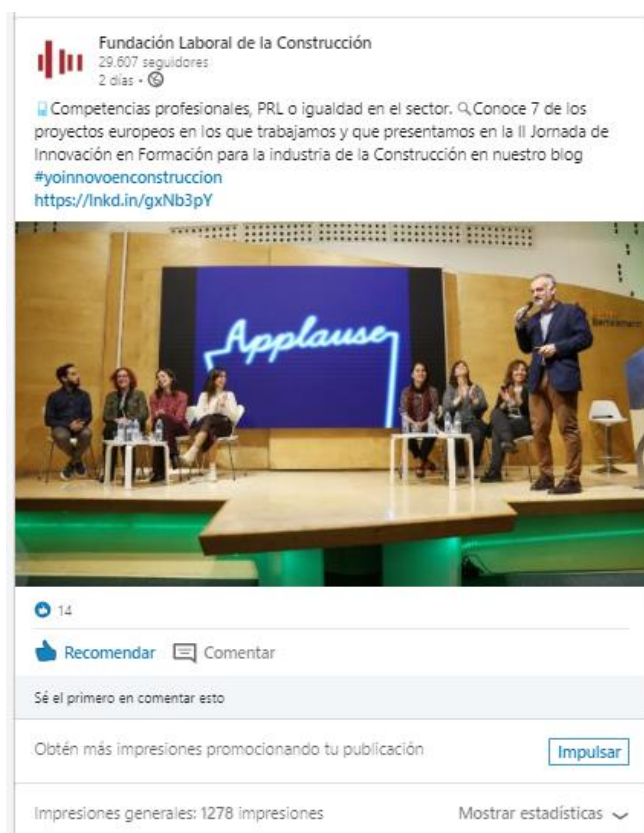 Fundación Laboral de la Construcción
29.607 seguidores
2 días •
Competencias profesionales, PRL o igualdad en el sector. Conoce 7 de los
proyectos europeos en los que trabajamos y que presentamos en la II Jornada de
Innovación en Formación para la industria de la Construcción en nuestro blog
#yoinnovoenconstruccion
https://lnkd.in/gxNb3pY
Applause
14
Recomendar Comentar
Sé el primero en comentar esto
Obtén más impresiones promocionando tu publicación Impulsar
Impresiones generales: 1278 impresiones Mostrar estadísticas